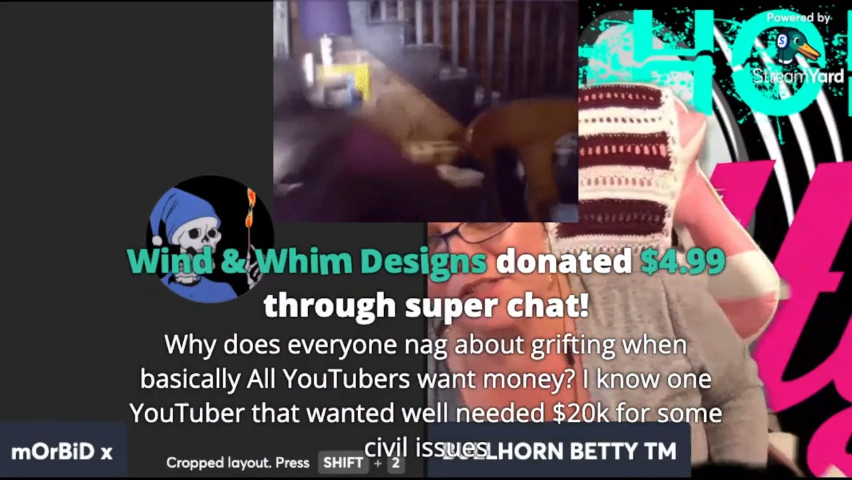 Powered by
StreamYard
HO
Wind & Whim Designs donated $4.99
through super chat!
Why does everyone nag about grifting when
basically All YouTubers want money? I know one
YouTuber that wanted well needed $20k for some
civil issues
mOrBiD x
LLHORN BETTY TM
Cropped layout. Press SHIFT + 2